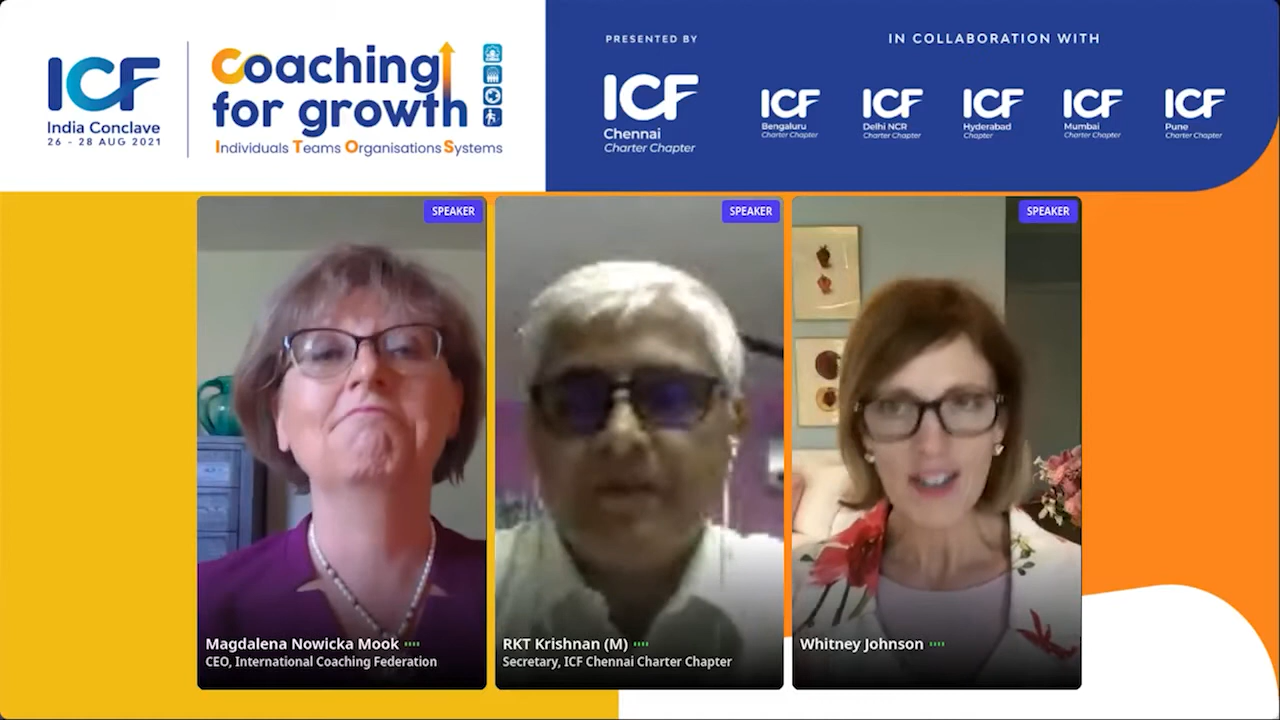 ICF
India Conclave
26 - 28 AUG 2021
Coaching
for growth
Individuals Teams Organisations Systems
PRESENTED BY
ICF
Chennai
Charter Chapter
IN COLLABORATION WITH
ICF
Bengaluru
Charter Chapter
ICF
Delhi NCR
Charter Chapter
ICF
Hyderabad
Charter Chapter
ICF
Mumbai
Charter Chapter
ICF
Pune
Charter Chapter
SPEAKER
Magdalena Nowicka Mook
CEO, International Coaching Federation
SPEAKER
RKT Krishnan (M)
Secretary, ICF Chennai Charter Chapter
SPEAKER
Whitney Johnson